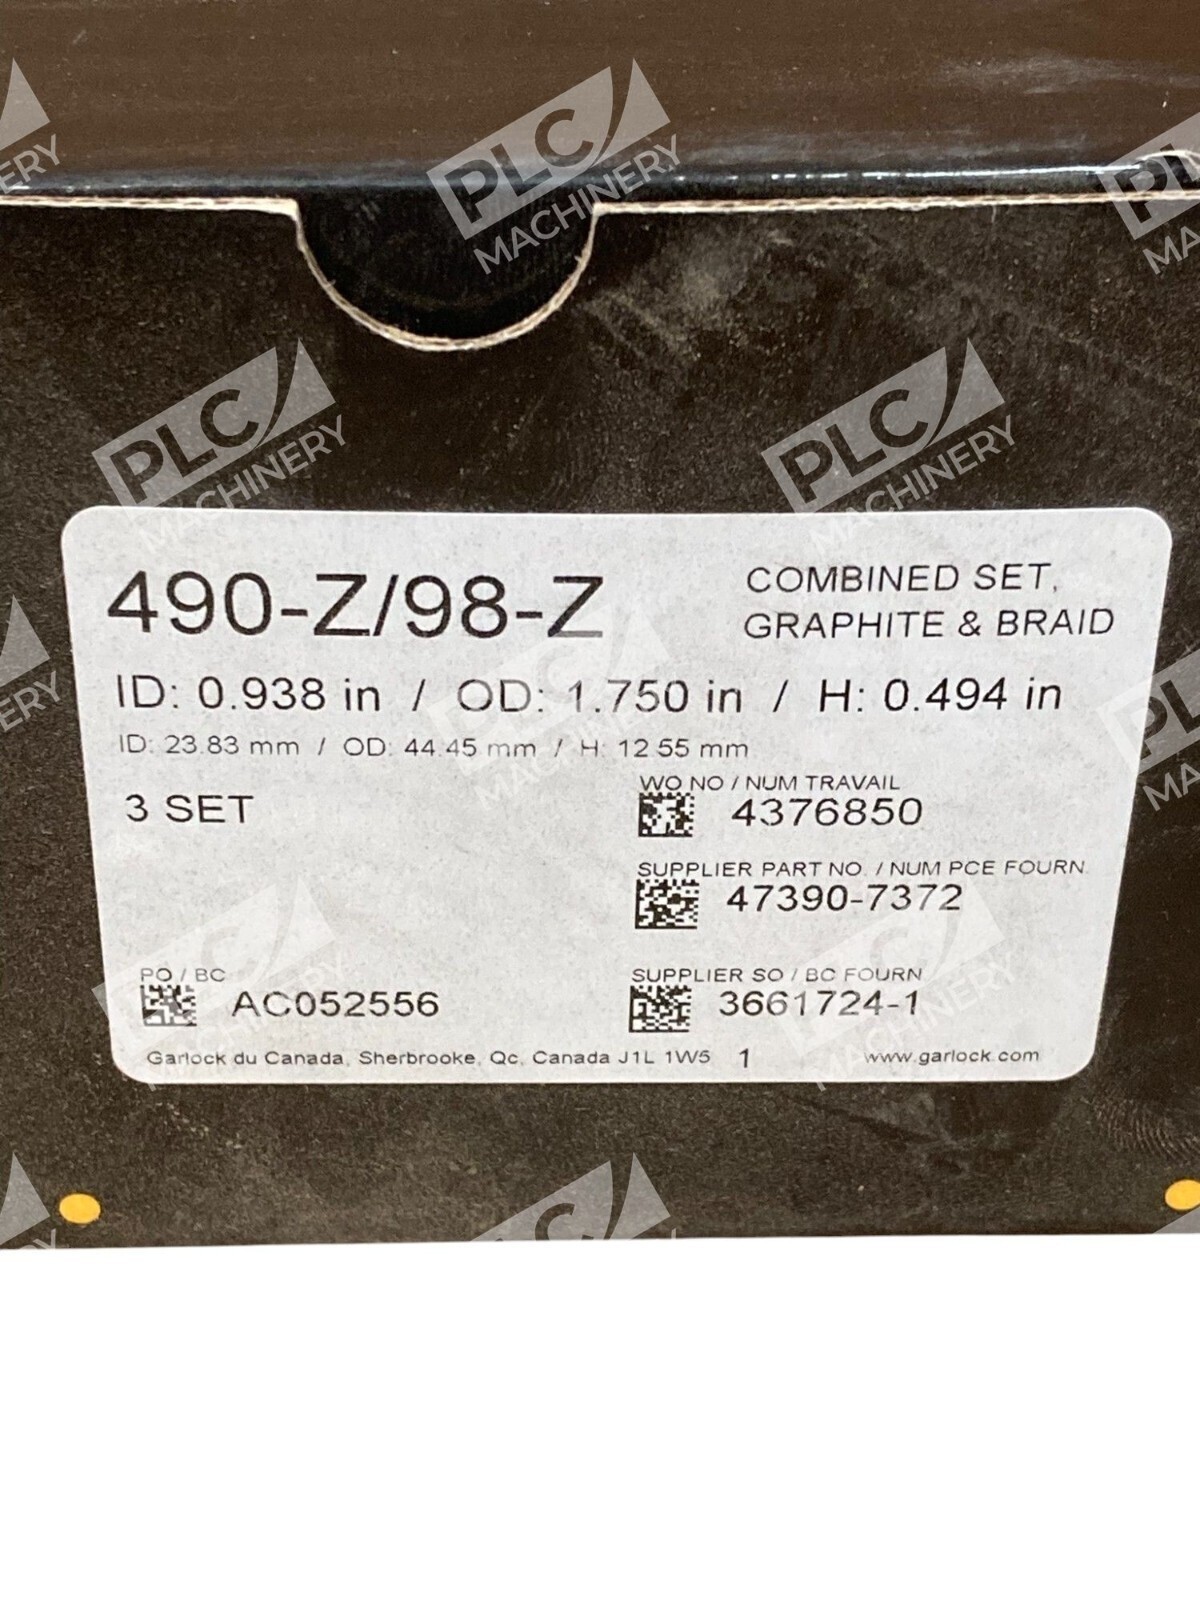 490-Z/98-Z
COMBINED SET,
GRAPHITE & BRAID
ID: 0.938 in / OD: 1.750 in / H: 0.494 in
ID: 23.83 mm / OD: 44.45 mm / H: 12.55 mm
3 SET
WO NO / NUM TRAVAIL
4376850
SUPPLIER PART NO. / NUM PCE FOURN.
47390-7372
PO / BC
AC052556
SUPPLIER SO / BC FOURN
3661724-1
Garlock du Canada, Sherbrooke, Qc, Canada J1L 1W5 1 www.garlock.com
PLC
MACHINERY